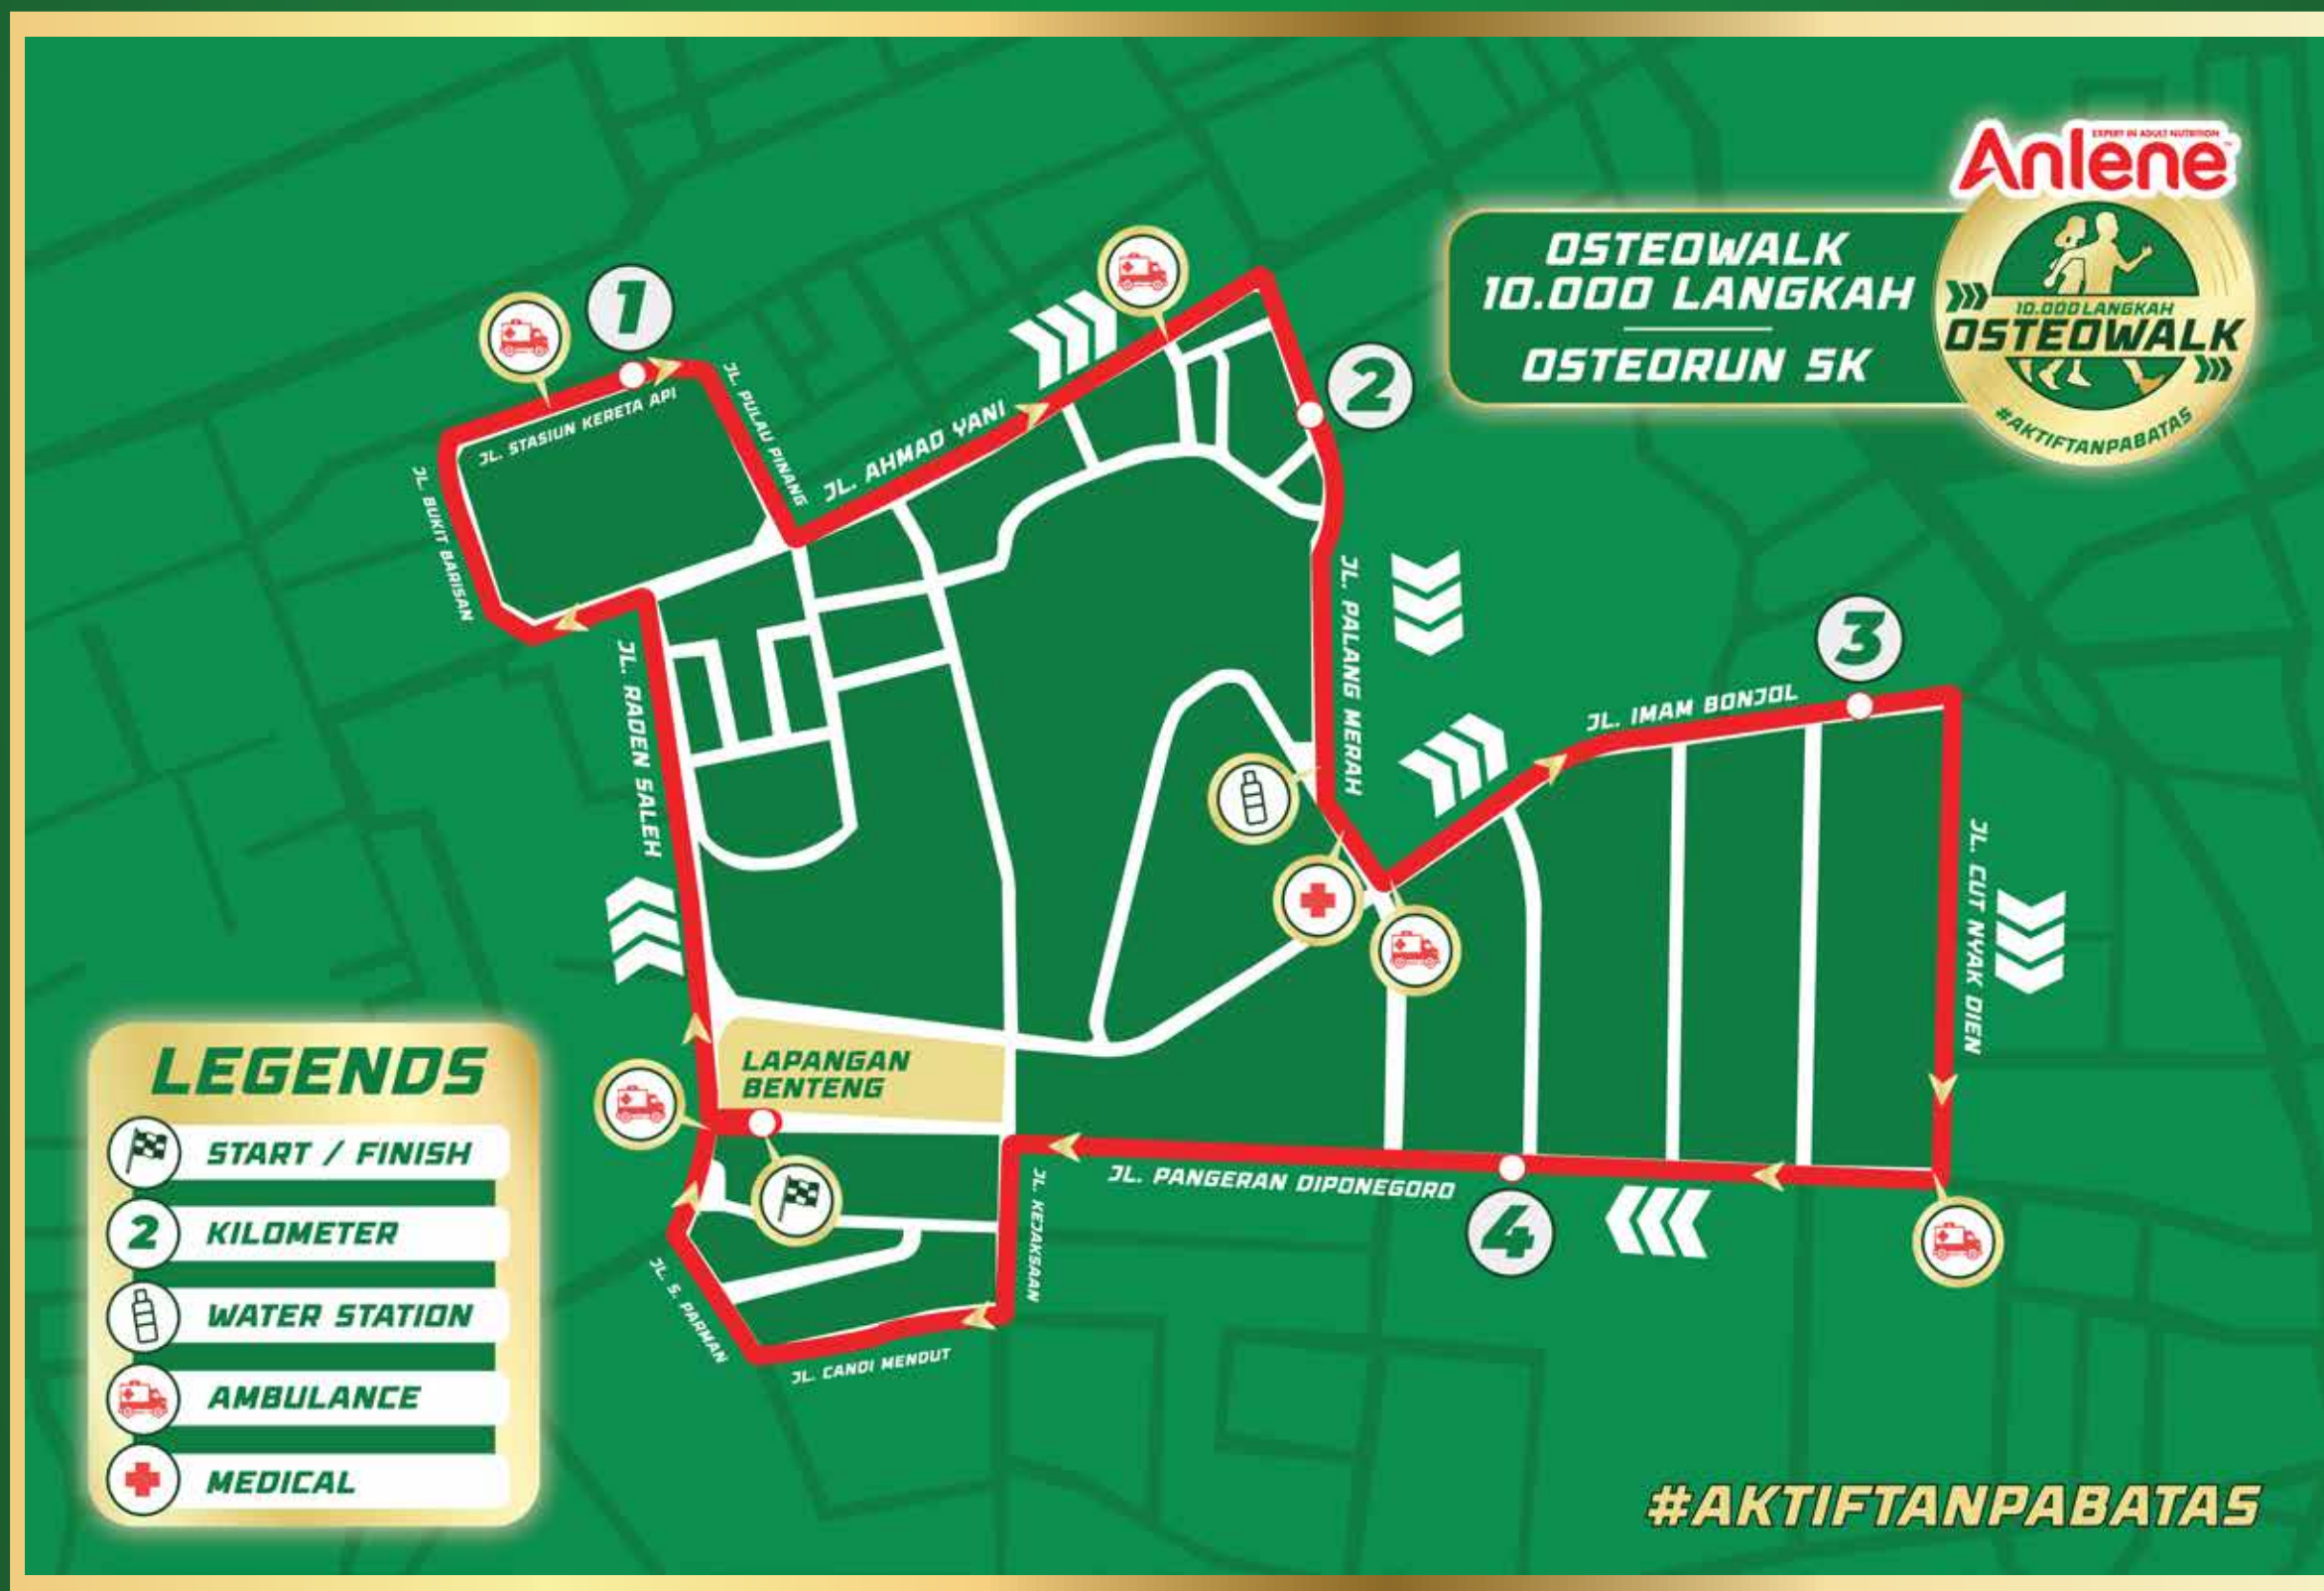 Anlene
EXPERT IN ADULT NUTRITION
OSTEOWALK
10.000 LANGKAH
OSTEORUN 5K
10.000 LANGKAH
OSTEOWALK
#AKTIFTANPABATAS
1
JL. STASIUN KERETA API
JL. PULAU PINANG
JL. BUKIT BARISAN
JL. AHMAD YANI
2
JL. RADEN SALEH
JL. PALANG MERAH
3
JL. IMAM BONJOL
JL. CUT NYAK DIEN
LAPANGAN
BENTENG
JL. PANGERAN DIPONEGORO
4
JL. KEJAKSAAN
JL. S. PARMAN
JL. CANDI MENDUT
LEGENDS
START / FINISH
2
KILOMETER
WATER STATION
AMBULANCE
MEDICAL
#AKTIFTANPABATAS